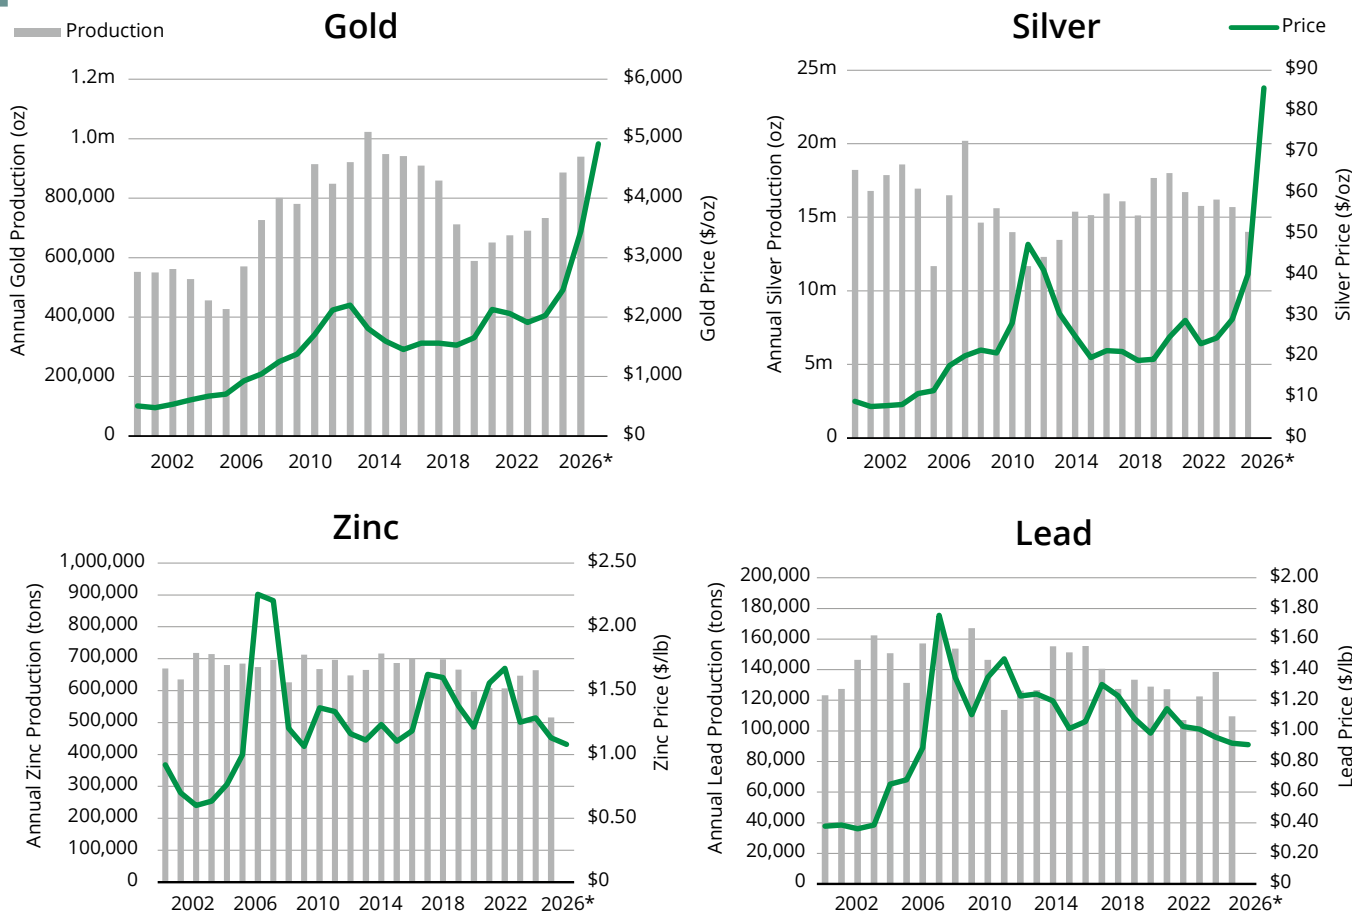 Production
Gold
1.2m
1.0m
800,000
600,000
400,000
200,000
0
Annual Gold Production (oz)
$6,000
$5,000
$4,000
$3,000
$2,000
$1,000
$0
Gold Price ($/oz)
2002 2006 2010 2014 2018 2022 2026*
Silver
Price
25m
20m
15m
10m
5m
0
Annual Silver Production (oz)
$90
$80
$70
$60
$50
$40
$30
$20
$10
$0
Silver Price ($/oz)
2002 2006 2010 2014 2018 2022 2026*
Zinc
1,000,000
900,000
800,000
700,000
600,000
500,000
400,000
300,000
200,000
100,000
0
Annual Zinc Production (tons)
$2.50
$2.00
$1.50
$1.00
$0.50
$0
Zinc Price ($/lb)
2002 2006 2010 2014 2018 2022 2026*
Lead
200,000
180,000
160,000
140,000
120,000
100,000
80,000
60,000
40,000
20,000
0
Annual Lead Production (tons)
$2.00
$1.80
$1.60
$1.40
$1.20
$1.00
$0.80
$0.60
$0.40
$0.20
$0
Lead Price ($/lb)
2002 2006 2010 2014 2018 2022 2026*